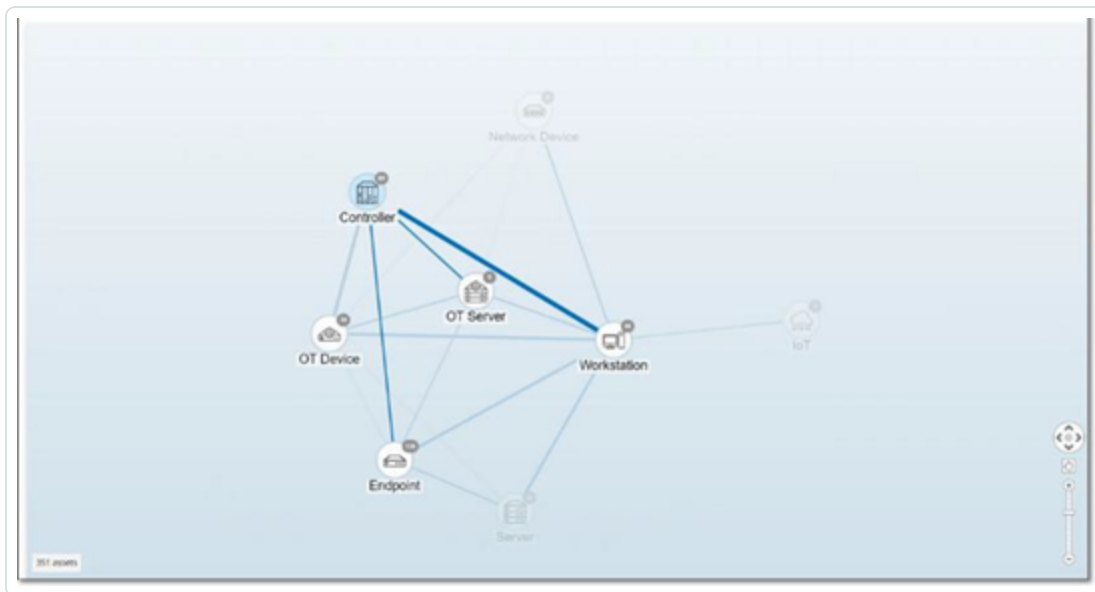 Network Device
Controller
OT Server
IoT
OT Device
Workstation
Endpoint
Server
351 assets